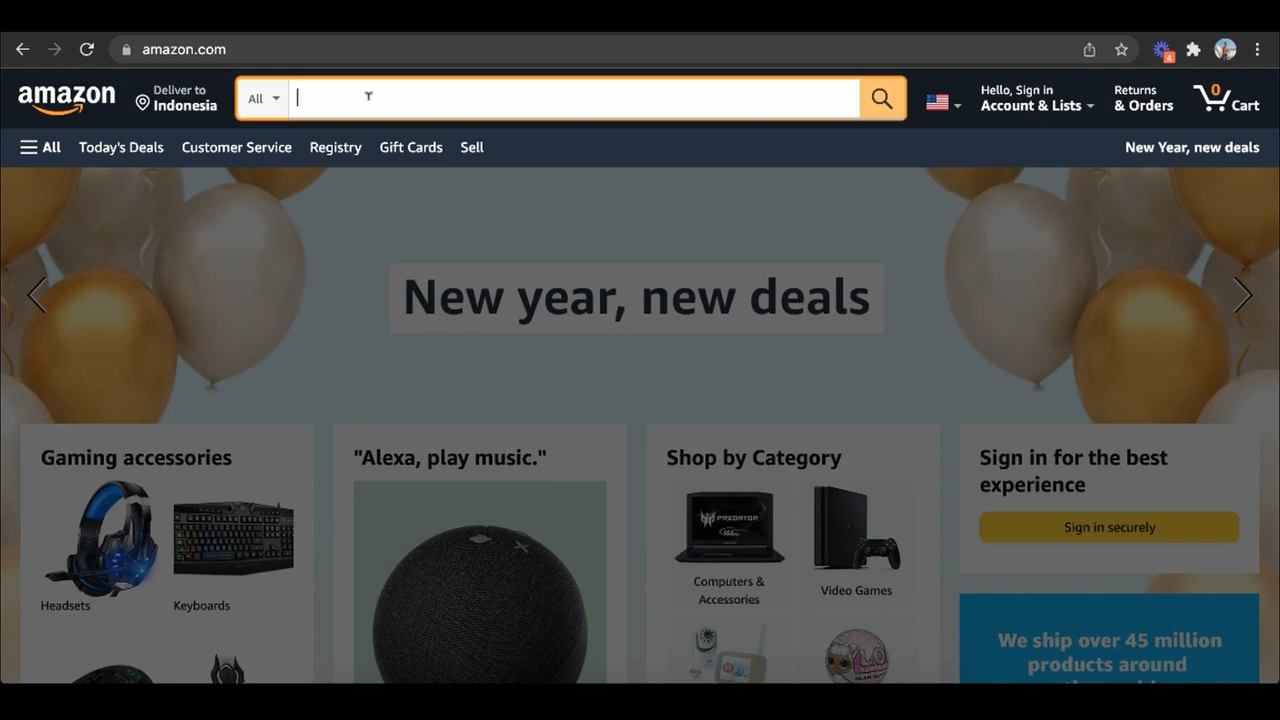 amazon.com
4
amazon
Deliver to
Indonesia
All
Hello, Sign in
Account & Lists
Returns
& Orders
0
Cart
All
Today's Deals
Customer Service
Registry
Gift Cards
Sell
New Year, new deals
New year, new deals
Gaming accessories
Headsets
Keyboards
"Alexa, play music."
Shop by Category
PREDATOR
Computers &
Accessories
Video Games
Sign in for the best
experience
Sign in securely
We ship over 45 million
products around